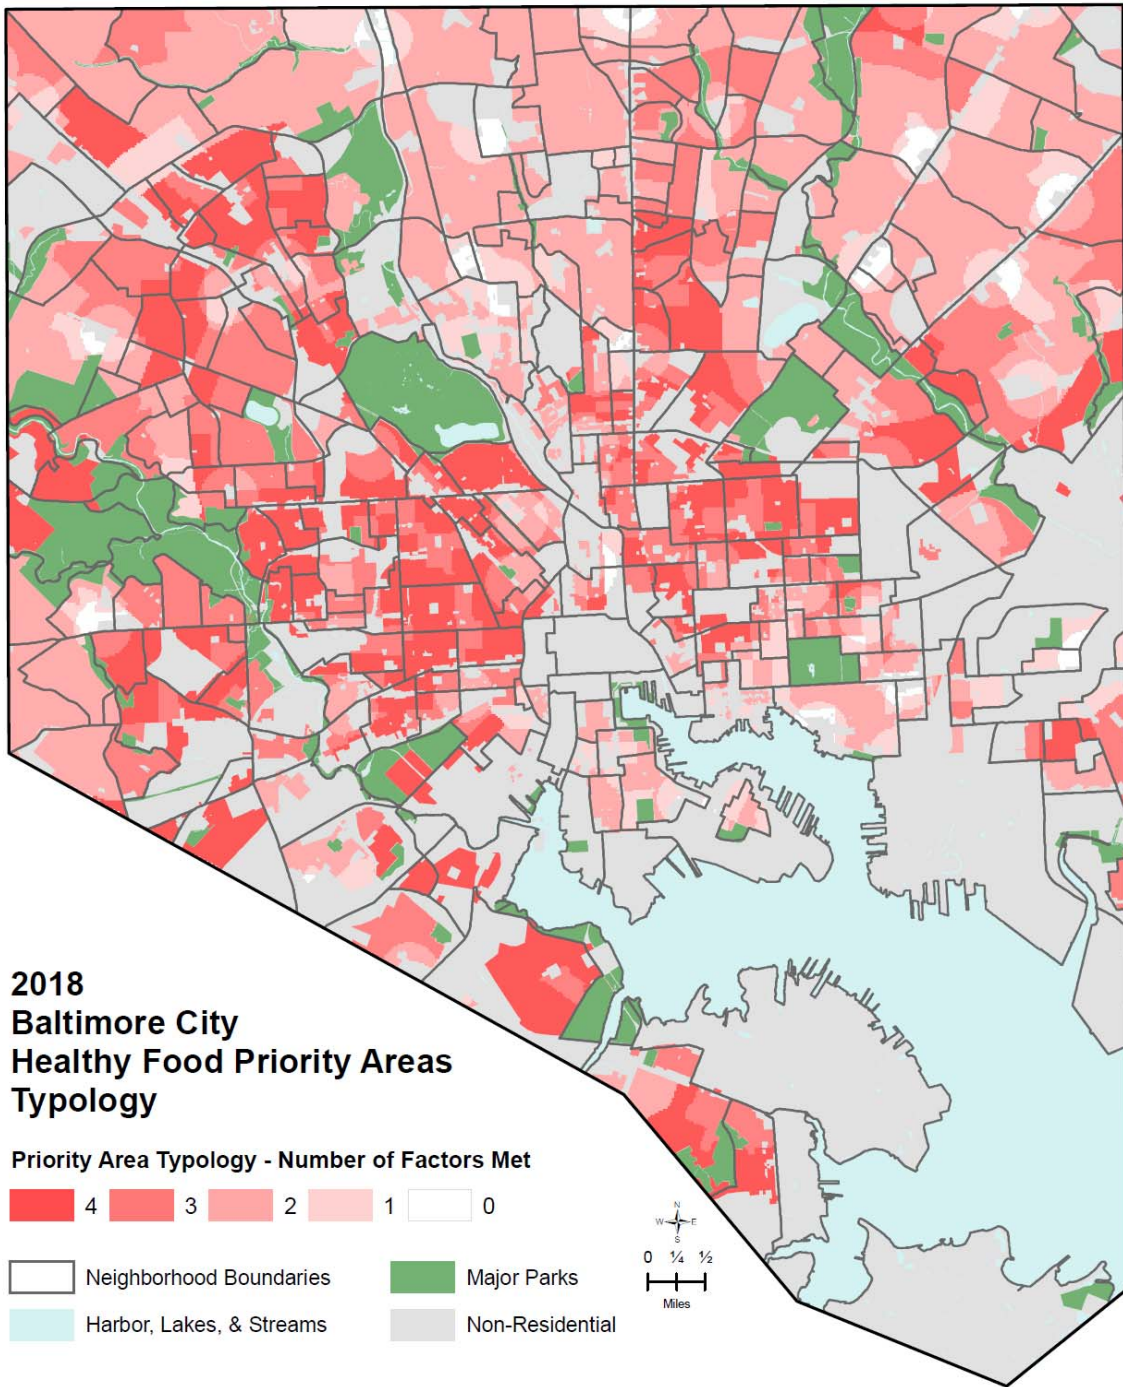 2018
Baltimore City
Healthy Food Priority Areas
Typology
Priority Area Typology - Number of Factors Met
4 3 2 1 0
Neighborhood Boundaries
Major Parks
Harbor, Lakes, & Streams
Non-Residential
N
W E
S
0 ¼ ½
Miles